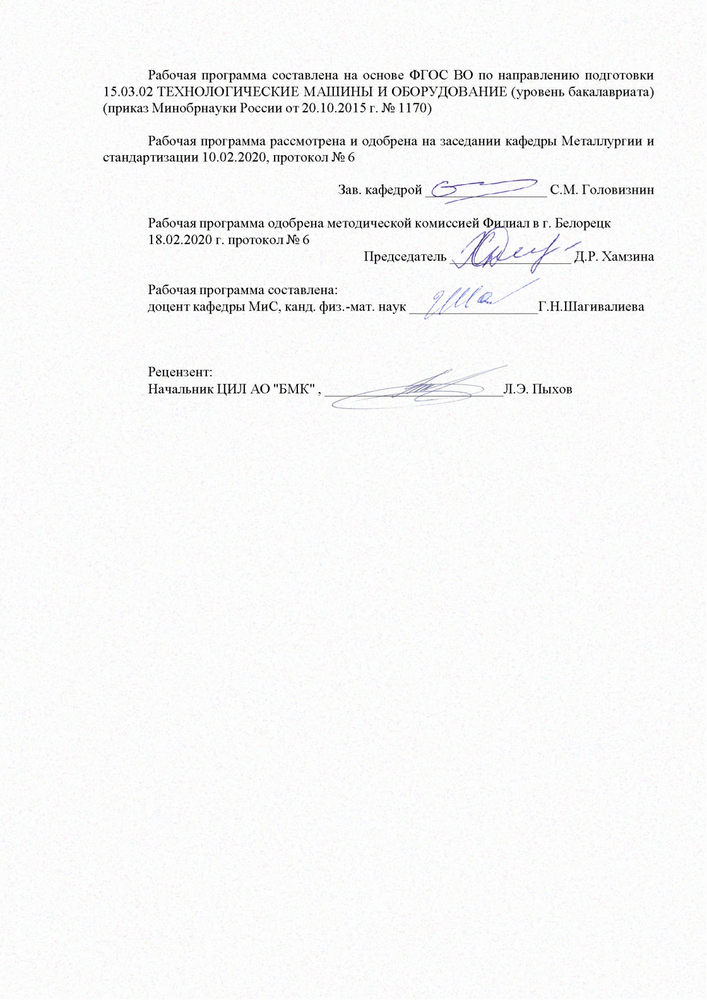 Рабочая программа составлена на основе ФГОС ВО по направлению подготовки
15.03.02 ТЕХНОЛОГИЧЕСКИЕ МАШИНЫ И ОБОРУДОВАНИЕ (уровень бакалавриата)
(приказ Минобрнауки России от 20.10.2015 г. № 1170)
Рабочая программа рассмотрена и одобрена на заседании кафедры Металлургии и
стандартизации 10.02.2020, протокол № 6
Зав. кафедрой _________________ С.М. Головизнин
Рабочая программа одобрена методической комиссией Филиал в г. Белорецк
18.02.2020 г. протокол № 6
Председатель _________________ Д.Р. Хамзина
Рабочая программа составлена:
доцент кафедры МиС, канд. физ.-мат. наук __________________Г.Н.Шагивалиева
Рецензент:
Начальник ЦИЛ АО "БМК" , _________________________Л.Э. Пыхов